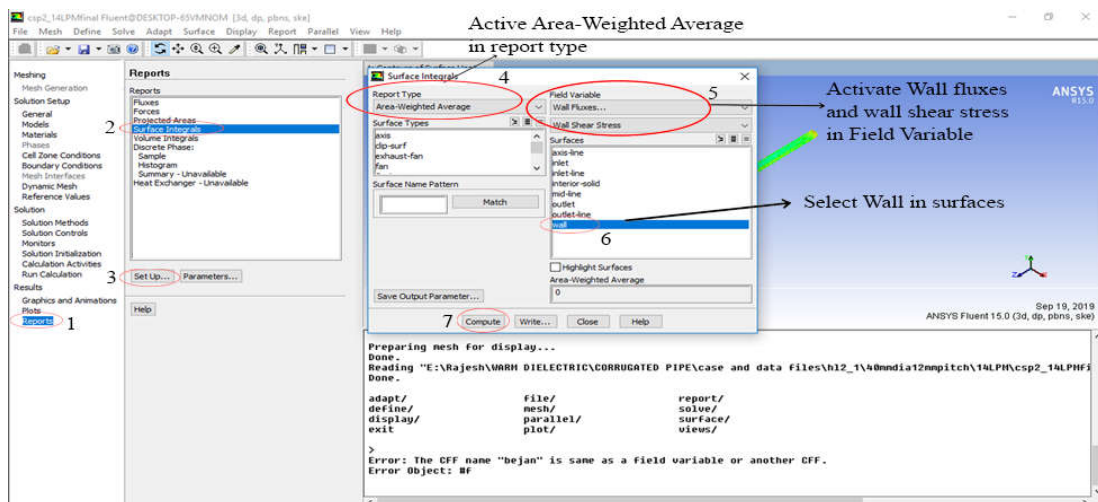 csp2_14LPMfinal Fluent@DESKTOP-65VMNOM [3d, dp, pbns, ske]
File Mesh Define Solve Adapt Surface Display Report Parallel View Help
Active Area-Weighted Average
in report type
Meshing
Mesh Generation
Solution Setup
General
Models
Materials
Phases
Cell Zone Conditions
Boundary Conditions
Mesh Interfaces
Dynamic Mesh
Reference Values
Solution
Solution Methods
Solution Controls
Monitors
Solution Initialization
Calculation Activities
Run Calculation
Results
Graphics and Animations
Plots
Reports
1
Reports
Reports
Fluxes
Forces
Projected Areas
2
Surface Integrals
Volume Integrals
Discrete Phase:
Sample
Histogram
Summary - Unavailable
Heat Exchanger - Unavailable
3
Set Up... Parameters...
Help
Surface Integrals
4
Report Type
Area-Weighted Average
Surface Types
axis
clip-surf
exhaust-fan
fan
Surface Name Pattern
Match
Save Output Parameter...
Field Variable
5
Wall Fluxes...
Wall Shear Stress
Surfaces
axis-line
inlet
inlet-line
interior-solid
mid-line
outlet
outlet-line
wall
6
Highlight Surfaces
Area-Weighted Average
0
7
Compute Write... Close Help
Activate Wall fluxes
and wall shear stress
in Field Variable
Select Wall in surfaces
ANSYS
R15.0
Y
Z X
Sep 19, 2019
ANSYS Fluent 15.0 (3d, dp, pbns, ske)
Preparing mesh for display...
Done.
Reading "E:\Rajesh\WARM DIELECTRIC\CORRUGATED PIPE\case and data files\hl2_1\40mmdia12mmpitch\14LPM\csp2_14LPMfi
Done.
adapt/ file/ report/
define/ mesh/ solve/
display/ parallel/ surface/
exit plot/ views/
>
Error: The CFF name "bejan" is same as a field variable or another CFF.
Error Object: #f